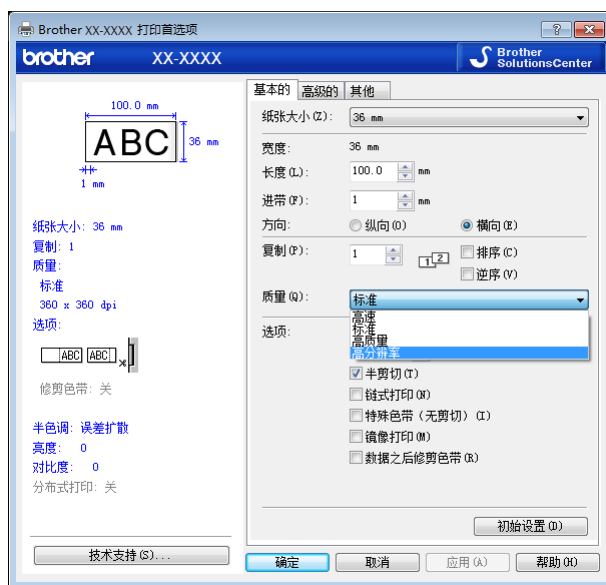 Brother XX-XXXX 打印首选项
brother XX-XXXX
Brother
SolutionsCenter
100.0 mm
ABC
36 mm
1 mm
纸张大小: 36 mm
复制: 1
质量:
标准
360 x 360 dpi
选项:
ABC ABC
修剪色带: 关
半色调: 误差扩散
亮度: 0
对比度: 0
分布式打印: 关
技术支持(S)...
基本的 高级的 其他
纸张大小(Z): 36 mm
宽度: 36 mm
长度(L): 100.0 mm
进带(F): 1 mm
方向: 纵向(O) 横向(E)
复制(P): 1 1 2 排序(C)
逆序(V)
质量(Q): 标准
高速
标准
高质量
高分辨率
选项:
半剪切(T)
链式打印(N)
特殊色带(无剪切)(I)
镜像打印(M)
数据之后修剪色带(R)
初始设置(D)
确定 取消 应用(A) 帮助(H)